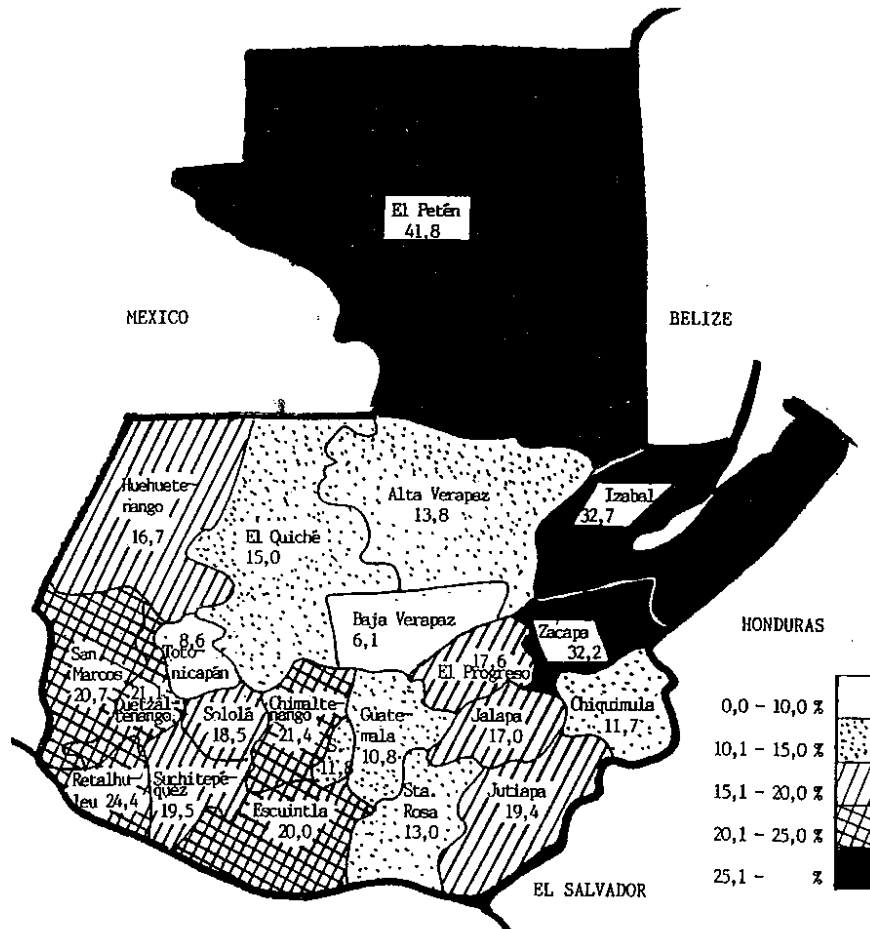 El Petén
41,8
MEXICO
BELIZE
Huehuete-
nango
16,7
El Quiché
15,0
Alta Verapaz
13,8
Izabal
32,7
Baja Verapaz
6,1
Zacapa
32,2
HONDURAS
8,6
Toto-
nicapán
San
Marcos
20,7
21,1
Quetzal-
tenango
Sololá
18,5
Chimalte-
nango
21,4
S.
11,8
Guate-
mala
10,8
17,6
El Progreso
Jalapa
17,0
Chiquimula
11,7
Retalhu-
leu 24,4
Suchitepé-
quez
19,5
Escuintla
20,0
Sta.
Rosa
13,0
Jutiapa
19,4
EL SALVADOR
0,0 - 10,0 %
10,1 - 15,0 %
15,1 - 20,0 %
20,1 - 25,0 %
25,1 - %